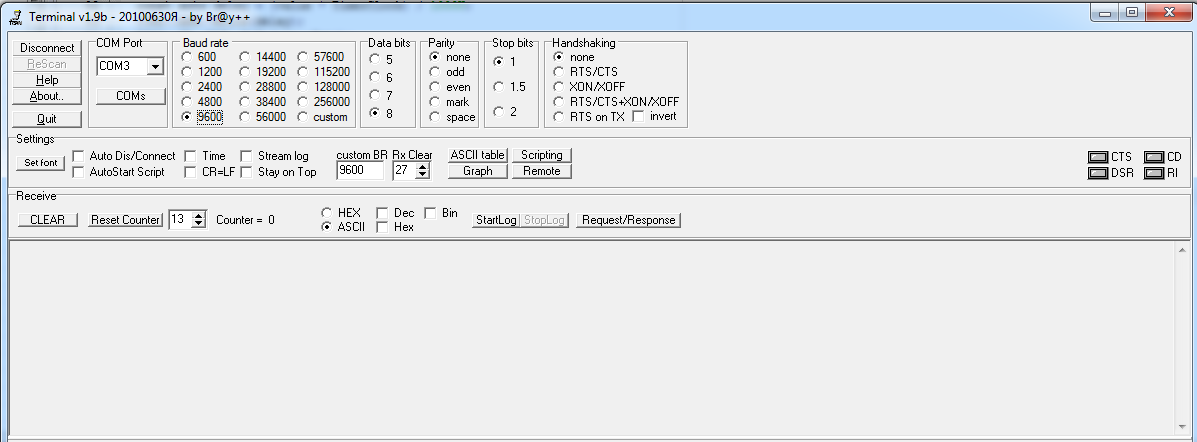 Terminal v1.9b - 20100630Я - by Br@y++
Disconnect
ReScan
Help
About..
Quit
COM Port
COM3
COMs
Baud rate
600 14400 57600
1200 19200 115200
2400 28800 128000
4800 38400 256000
9600 56000 custom
Data bits
5
6
7
8
Parity
none
odd
even
mark
space
Stop bits
1
1.5
2
Handshaking
none
RTS/CTS
XON/XOFF
RTS/CTS+XON/XOFF
RTS on TX invert
Settings
Set font
Auto Dis/Connect Time Stream log
AutoStart Script CR=LF Stay on Top
custom BR Rx Clear
9600 27
ASCII table Scripting
Graph Remote
CTS CD
DSR RI
Receive
CLEAR Reset Counter 13 Counter = 0
HEX Dec Bin
ASCII Hex
StartLog StopLog Request/Response